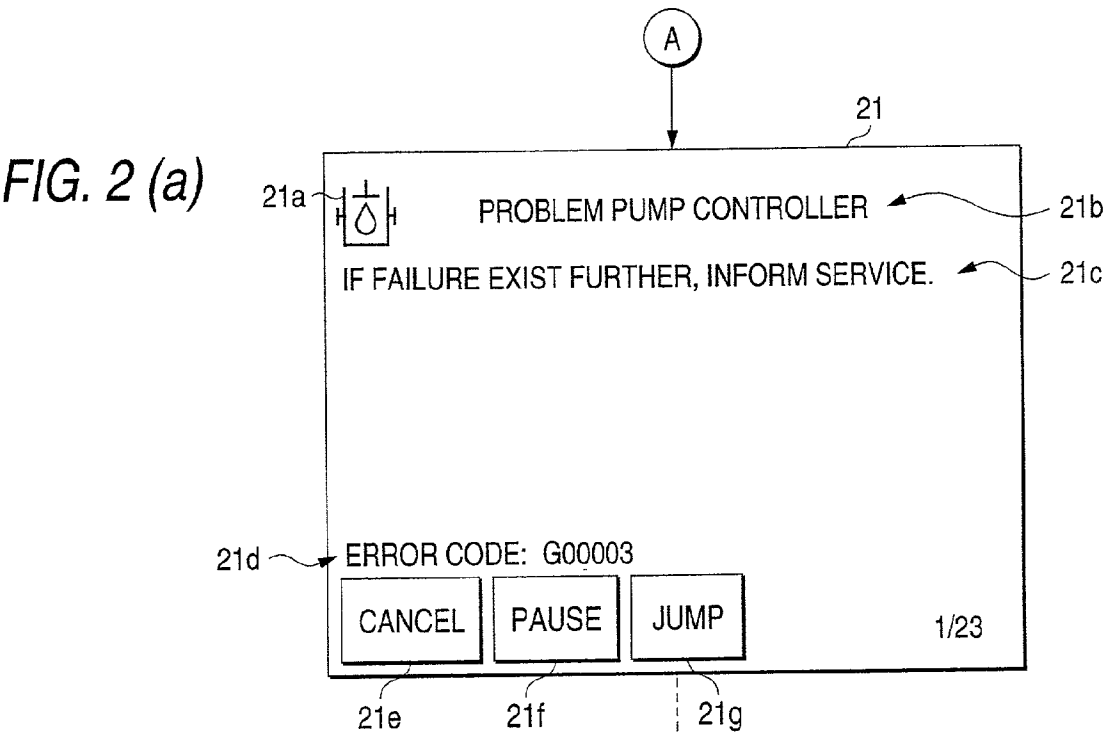 A
21
FIG. 2 (a)
21a
PROBLEM PUMP CONTROLLER
21b
IF FAILURE EXIST FURTHER, INFORM SERVICE.
21c
21d
ERROR CODE: G00003
CANCEL
PAUSE
JUMP
1/23
21e
21f
21g